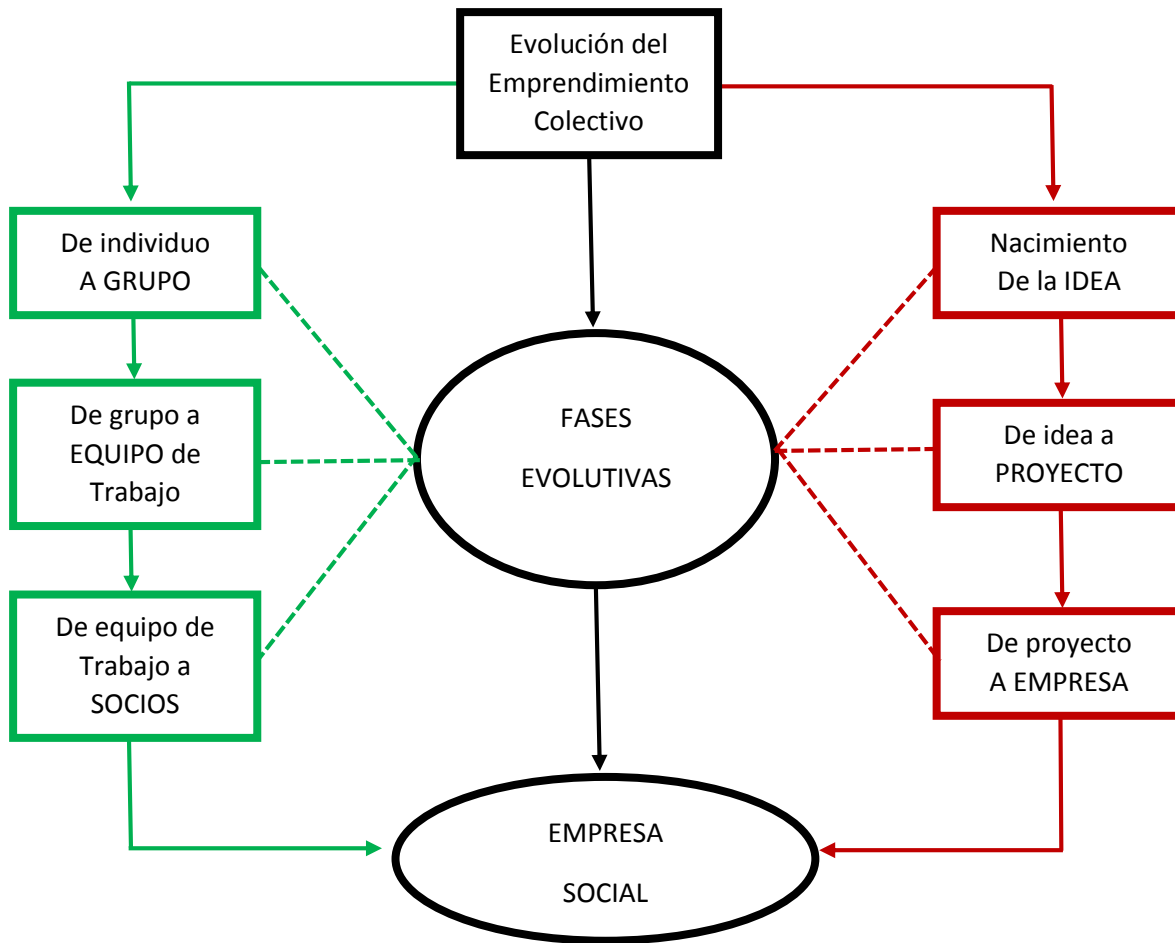 Evolución del
Emprendimiento
Colectivo
De individuo
A GRUPO
Nacimiento
De la IDEA
De grupo a
EQUIPO de
Trabajo
FASES
EVOLUTIVAS
De idea a
PROYECTO
De equipo de
Trabajo a
SOCIOS
De proyecto
A EMPRESA
EMPRESA
SOCIAL